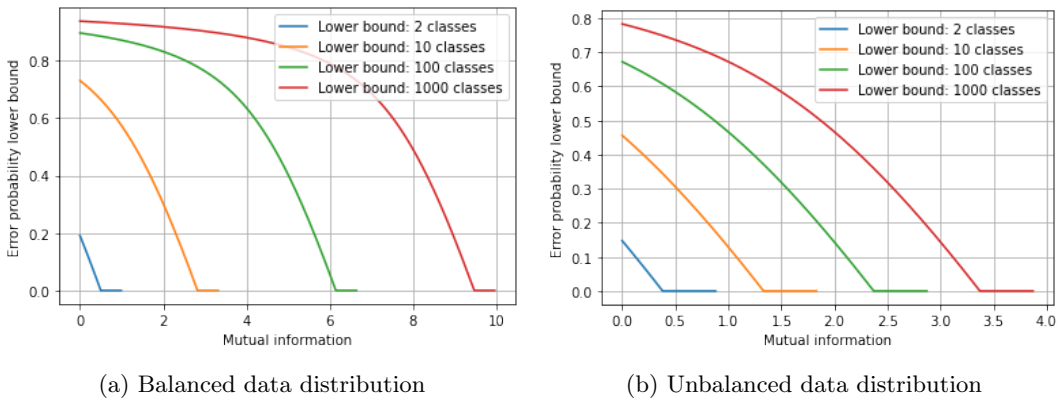 Lower bound: 2 classes
Lower bound: 10 classes
Lower bound: 100 classes
Lower bound: 1000 classes
Error probability lower bound
0.8
0.6
0.4
0.2
0.0
0 2 4 6 8 10
Mutual information
(a) Balanced data distribution
Lower bound: 2 classes
Lower bound: 10 classes
Lower bound: 100 classes
Lower bound: 1000 classes
Error probability lower bound
0.8
0.7
0.6
0.5
0.4
0.3
0.2
0.1
0.0
0.0 0.5 1.0 1.5 2.0 2.5 3.0 3.5 4.0
Mutual information
(b) Unbalanced data distribution